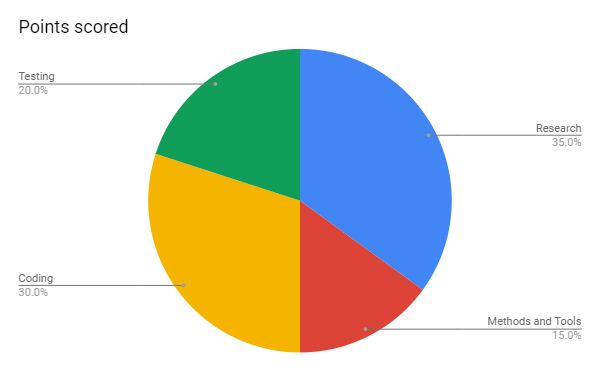 Points scored
Testing
20.0%
Research
35.0%
Coding
30.0%
Methods and Tools
15.0%